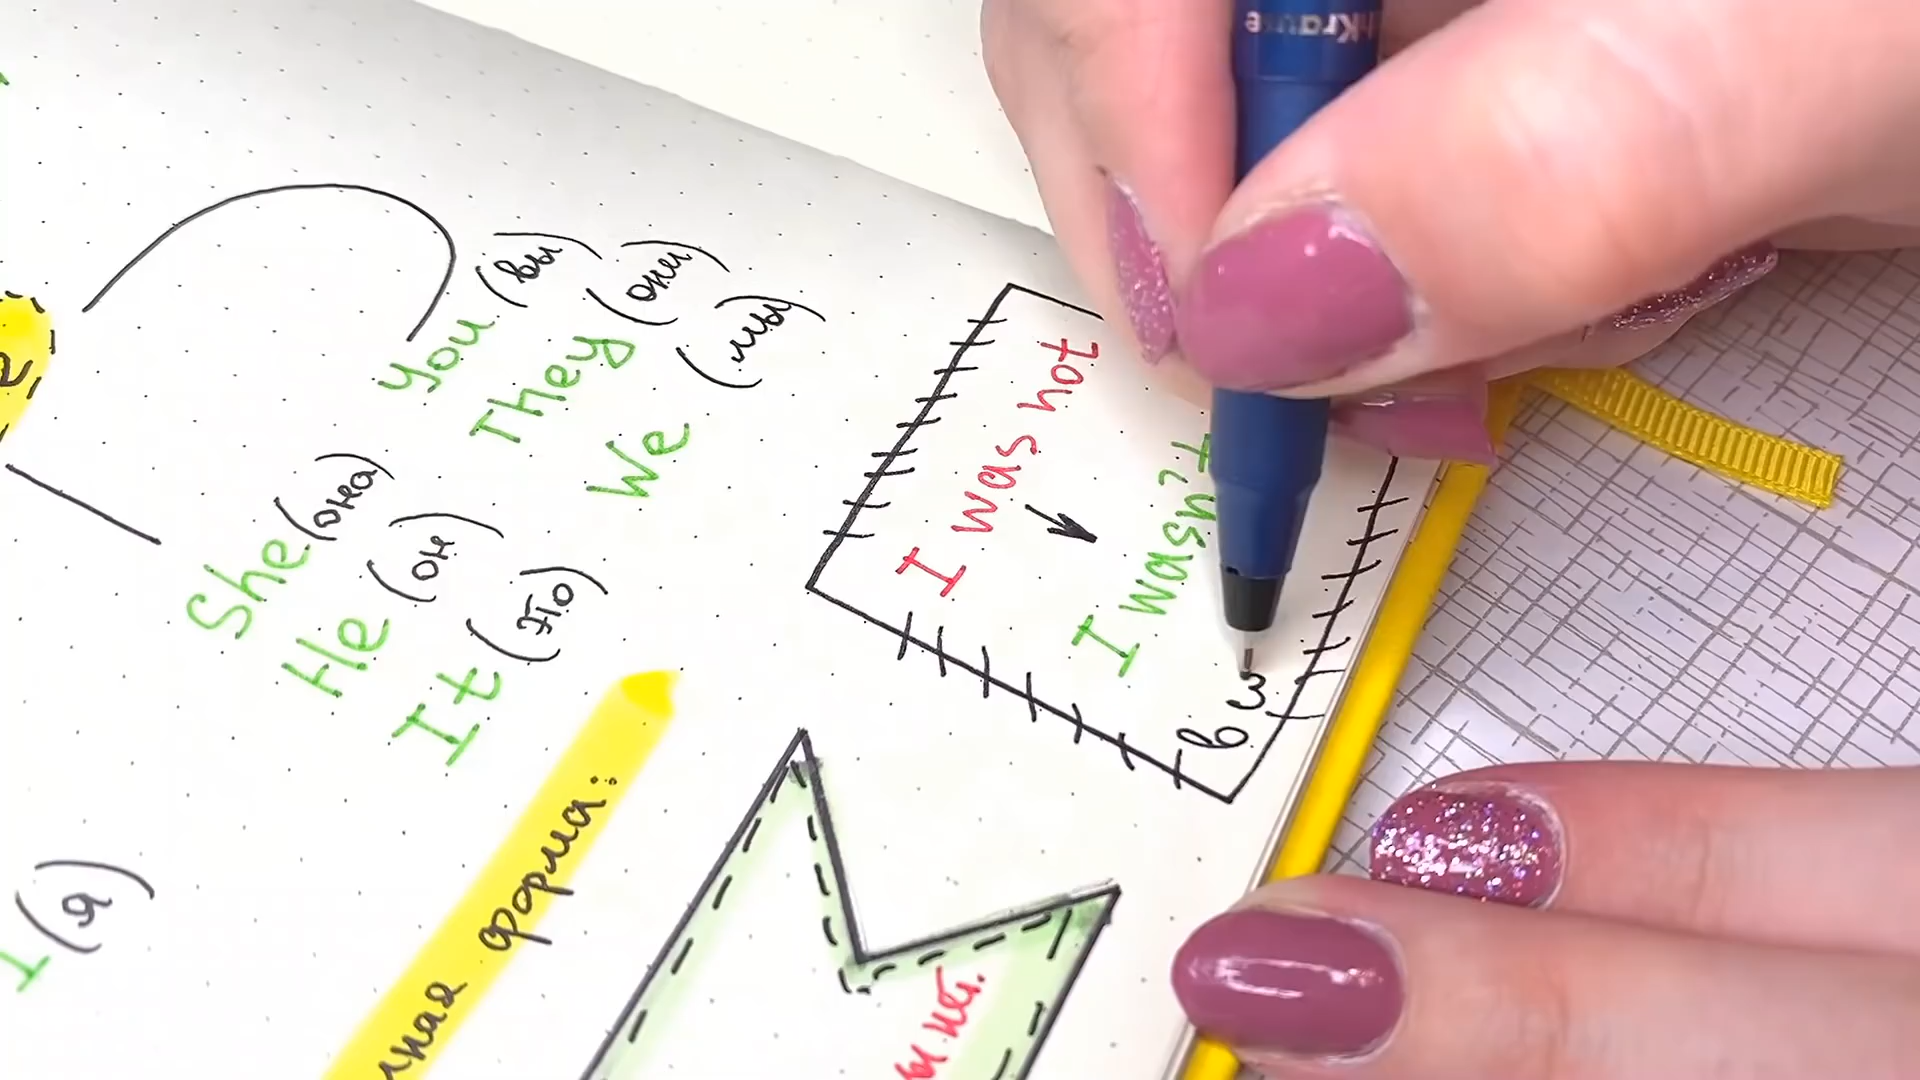 You (вы)
They (они)
We (мы)
She (она)
He (он)
It (это)
I (я)
I was not
I wasn't
форма: